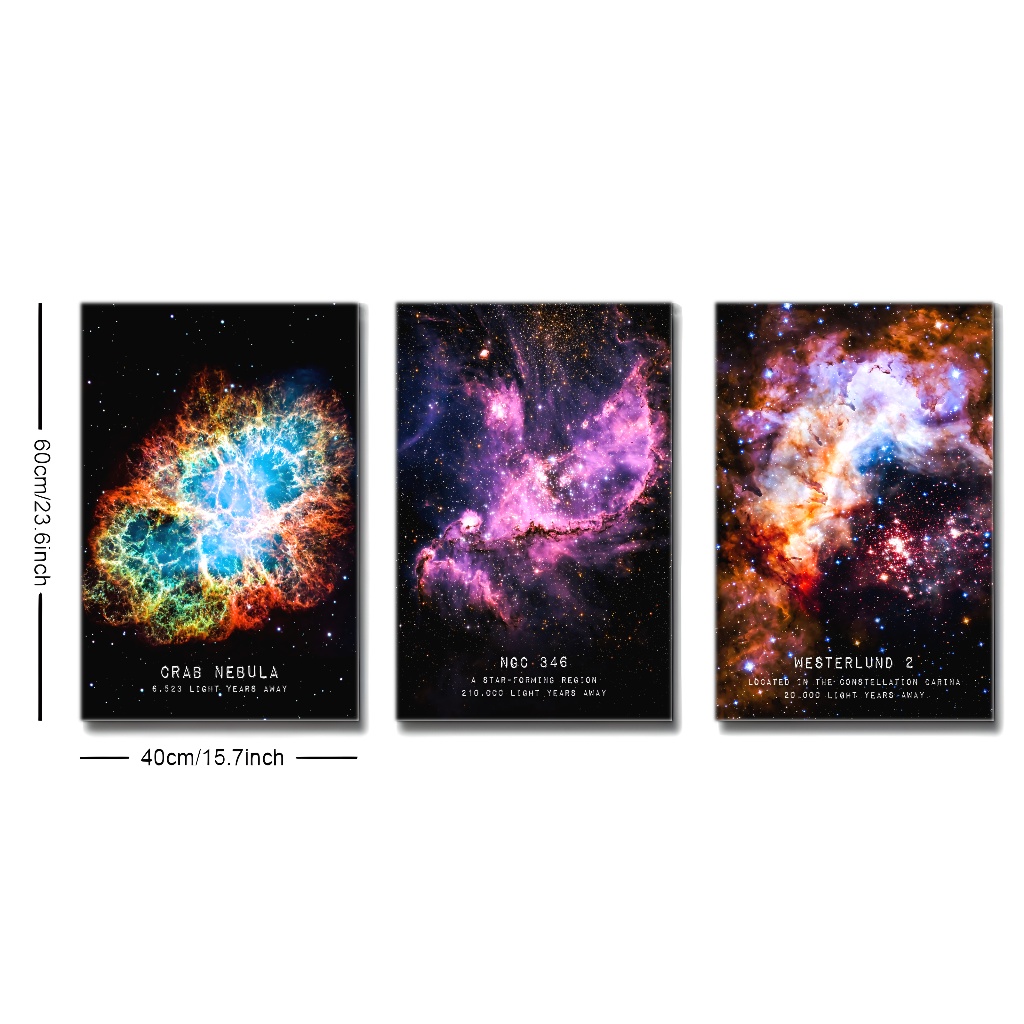 60cm/23.6inch
CRAB NEBULA
6.523 LIGHT YEARS AWAY
NGC 346
A STAR-FORMING REGION
210.000 LIGHT YEARS AWAY
WESTERLUND 2
LOCATED IN THE CONSTELLATION CARINA
20.000 LIGHT YEARS AWAY
40cm/15.7inch